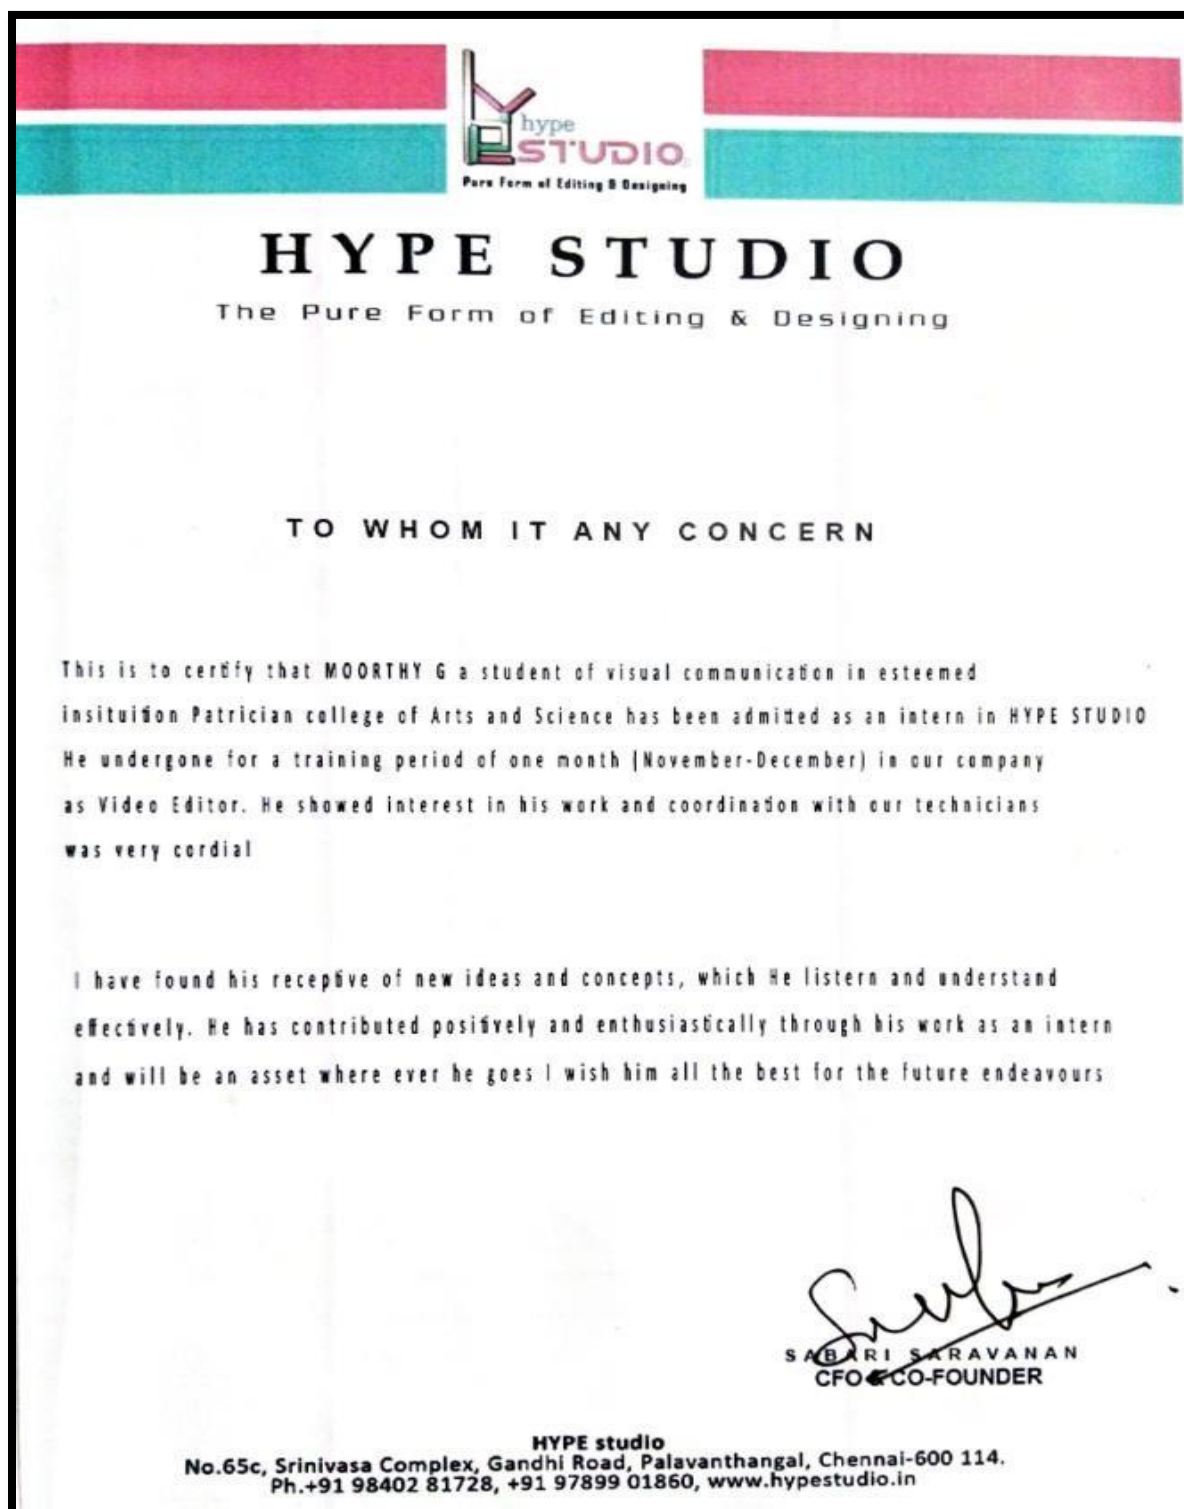 hype
STUDIO
Pure Form of Editing & Designing
HYPE STUDIO
The Pure Form of Editing & Designing
TO WHOM IT ANY CONCERN
This is to certify that MOORTHY G a student of visual communication in esteemed
insituition Patrician college of Arts and Science has been admitted as an intern in HYPE STUDIO
He undergone for a training period of one month (November-December) in our company
as Video Editor. He showed interest in his work and coordination with our technicians
was very cordial
I have found his receptive of new ideas and concepts, which He listern and understand
effectively. He has contributed positively and enthusiastically through his work as an intern
and will be an asset where ever he goes I wish him all the best for the future endeavours
SABARI SARAVANAN
CFO & CO-FOUNDER
HYPE studio
No.65c, Srinivasa Complex, Gandhi Road, Palavanthangal, Chennai-600 114.
Ph.+91 98402 81728, +91 97899 01860, www.hypestudio.in